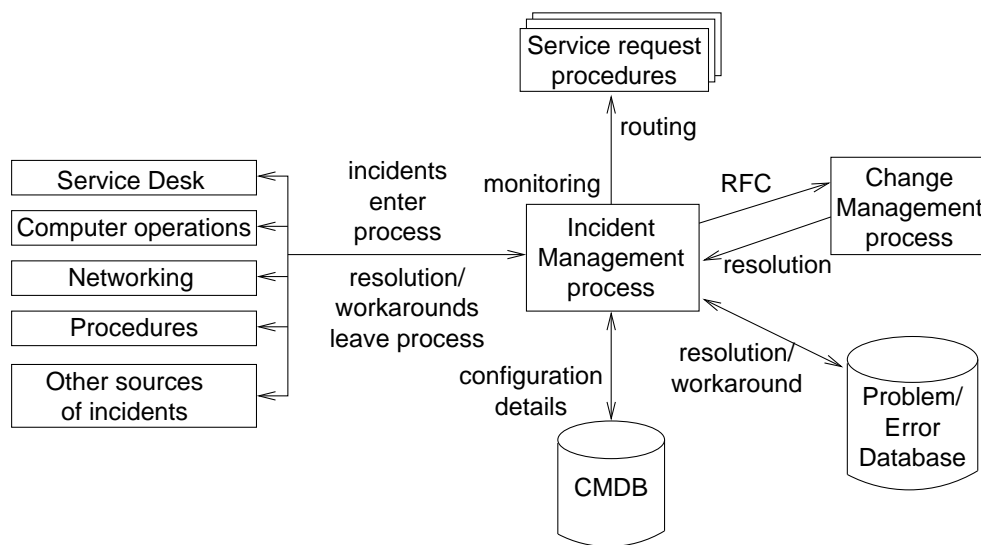 Service request
procedures
routing
monitoring
incidents
enter
process
resolution/
workarounds
leave process
Service Desk
Computer operations
Networking
Procedures
Other sources
of incidents
Incident
Management
process
RFC
resolution
Change
Management
process
configuration
details
CMDB
resolution/
workaround
Problem/
Error
Database